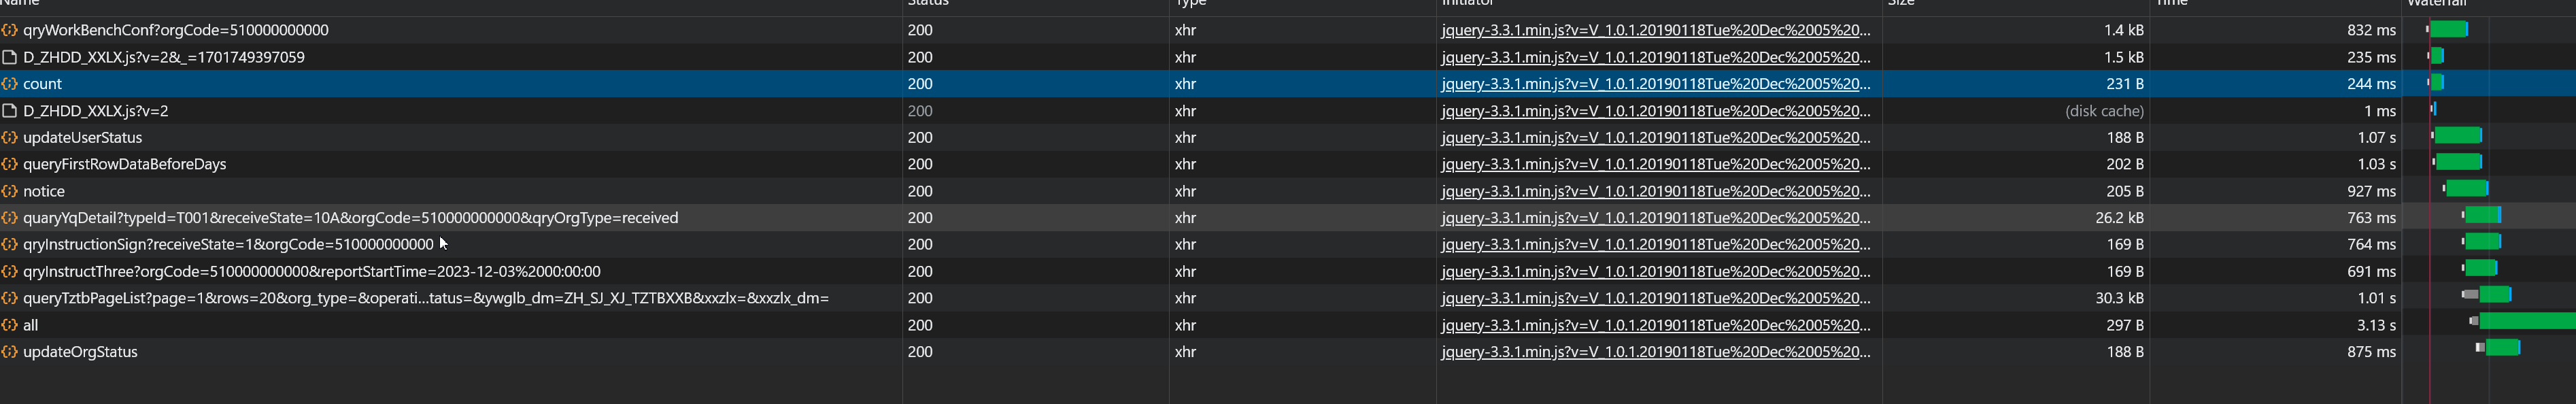 Name Status Type Initiator Size Time Waterfall
qryWorkBenchConf?orgCode=510000000000 200 xhr jquery-3.3.1.min.js?v=V_1.0.1.20190118Tue%20Dec%2005%20... 1.4 kB 832 ms
D_ZHDD_XXLX.js?v=2&_=1701749397059 200 xhr jquery-3.3.1.min.js?v=V_1.0.1.20190118Tue%20Dec%2005%20... 1.5 kB 235 ms
count 200 xhr jquery-3.3.1.min.js?v=V_1.0.1.20190118Tue%20Dec%2005%20... 231 B 244 ms
D_ZHDD_XXLX.js?v=2 200 xhr jquery-3.3.1.min.js?v=V_1.0.1.20190118Tue%20Dec%2005%20... (disk cache) 1 ms
updateUserStatus 200 xhr jquery-3.3.1.min.js?v=V_1.0.1.20190118Tue%20Dec%2005%20... 188 B 1.07 s
queryFirstRowDataBeforeDays 200 xhr jquery-3.3.1.min.js?v=V_1.0.1.20190118Tue%20Dec%2005%20... 202 B 1.03 s
notice 200 xhr jquery-3.3.1.min.js?v=V_1.0.1.20190118Tue%20Dec%2005%20... 205 B 927 ms
quaryYqDetail?typeId=T001&receiveState=10A&orgCode=510000000000&qryOrgType=received 200 xhr jquery-3.3.1.min.js?v=V_1.0.1.20190118Tue%20Dec%2005%20... 26.2 kB 763 ms
qryInstructionSign?receiveState=1&orgCode=510000000000 200 xhr jquery-3.3.1.min.js?v=V_1.0.1.20190118Tue%20Dec%2005%20... 169 B 764 ms
qryInstructThree?orgCode=510000000000&reportStartTime=2023-12-03%2000:00:00 200 xhr jquery-3.3.1.min.js?v=V_1.0.1.20190118Tue%20Dec%2005%20... 169 B 691 ms
queryTztbPageList?page=1&rows=20&org_type=&operati...tatus=&ywglb_dm=ZH_SJ_XJ_TZTBXXB&xxzlx=&xxzlx_dm= 200 xhr jquery-3.3.1.min.js?v=V_1.0.1.20190118Tue%20Dec%2005%20... 30.3 kB 1.01 s
all 200 xhr jquery-3.3.1.min.js?v=V_1.0.1.20190118Tue%20Dec%2005%20... 297 B 3.13 s
updateOrgStatus 200 xhr jquery-3.3.1.min.js?v=V_1.0.1.20190118Tue%20Dec%2005%20... 188 B 875 ms